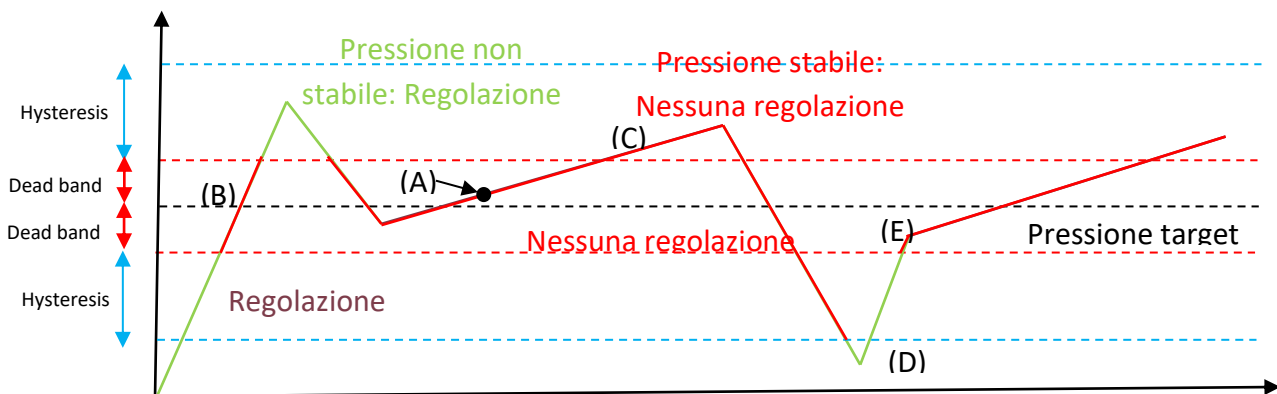 Pressione non
stabile: Regolazione
Pressione stabile:
Nessuna regolazione
Hysteresis
(C)
Dead band
(A)
(B)
Dead band
Nessuna regolazione
(E)
Pressione target
Hysteresis
Regolazione
(D)